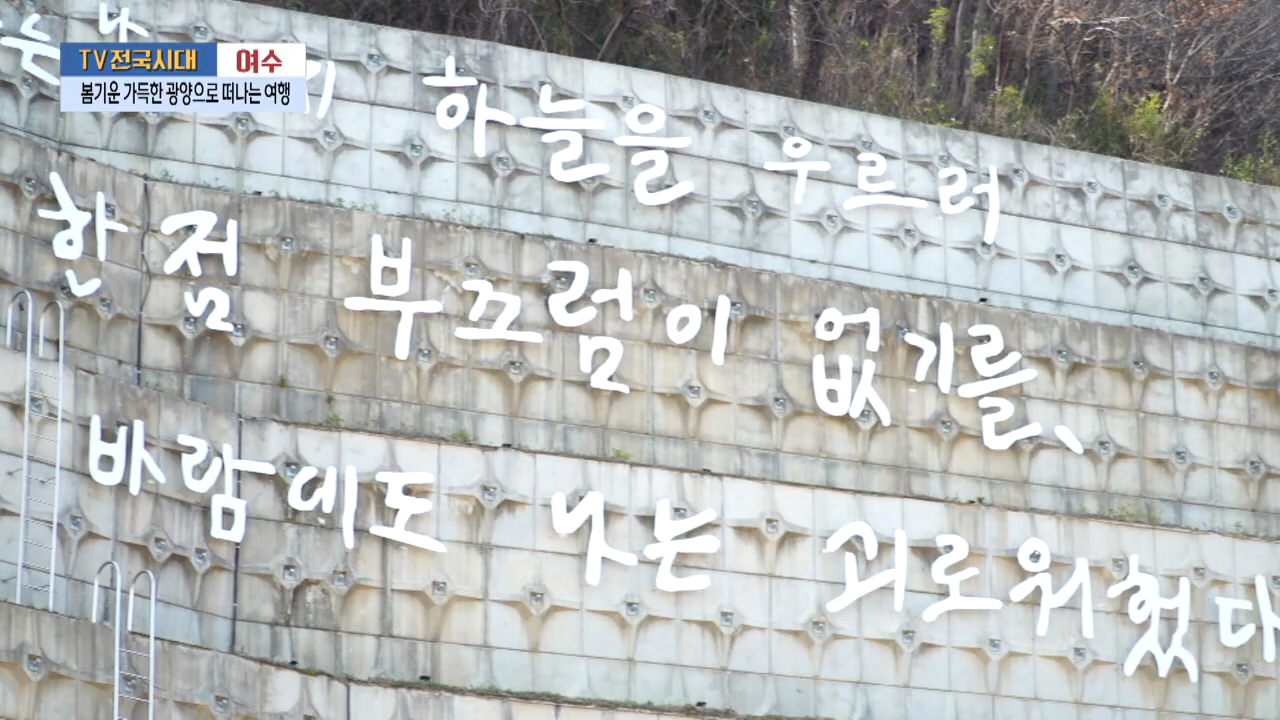 TV전국시대 여수
봄기운 가득한 광양으로 떠나는 여행
하늘을 우르러
한 점 부끄럼이 없기를,
바람에도 나는 괴로워했다